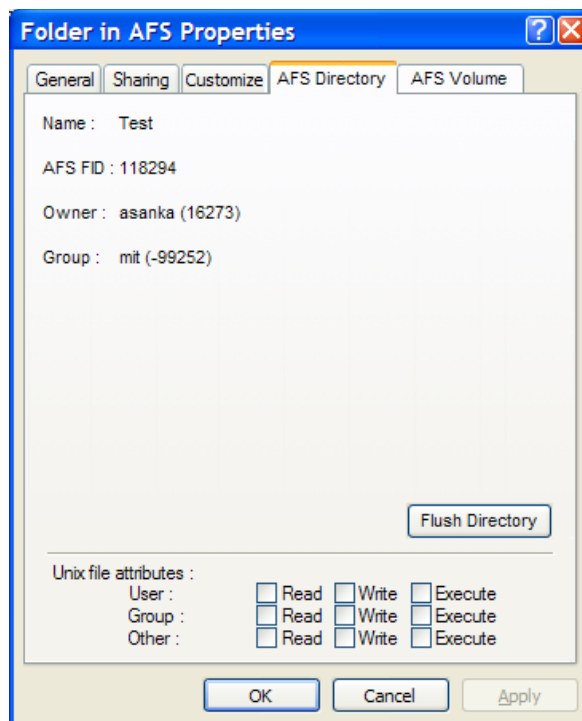 Folder in AFS Properties
General Sharing Customize AFS Directory AFS Volume
Name : Test
AFS FID : 118294
Owner : asanka (16273)
Group : mit (-99252)
Flush Directory
Unix file attributes :
User : Read Write Execute
Group : Read Write Execute
Other : Read Write Execute
OK Cancel Apply